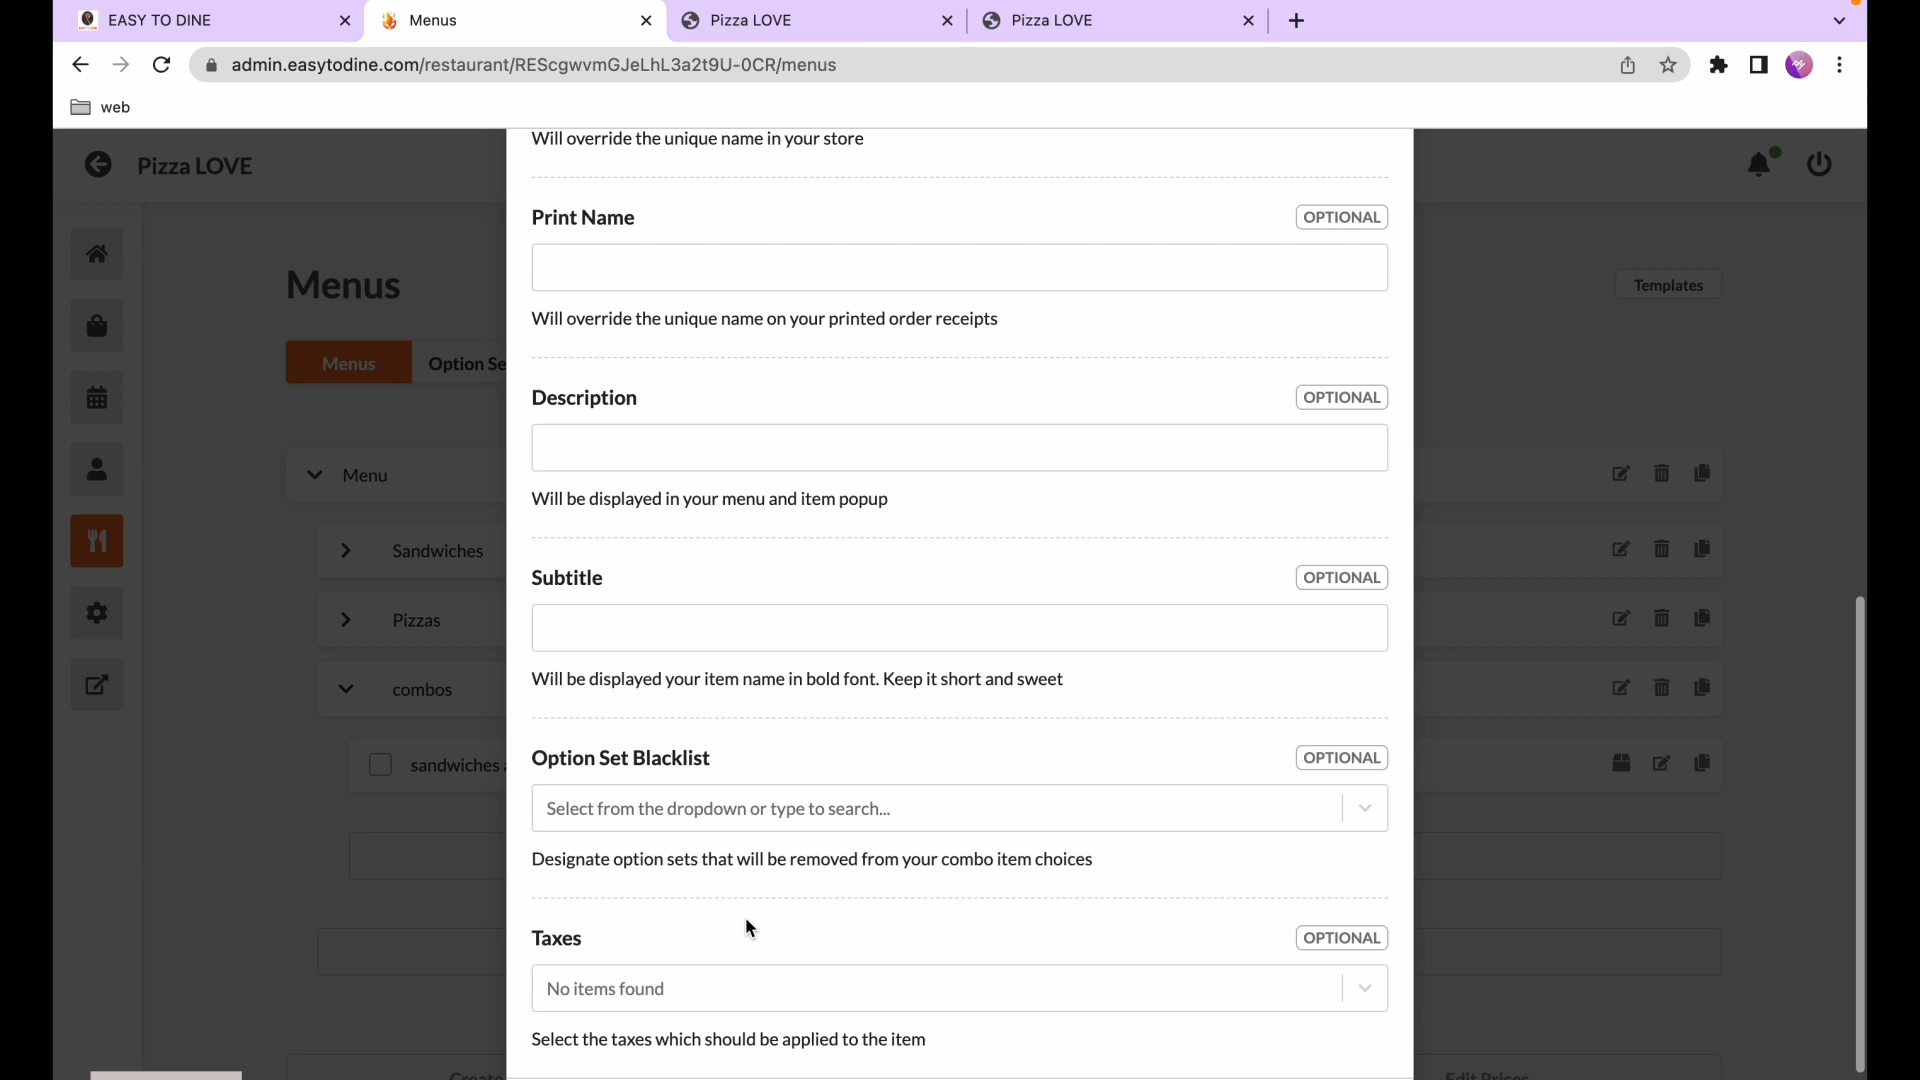 EASY TO DINE
Menus
Pizza LOVE
Pizza LOVE
admin.easytodine.com/restaurant/REScgwvmGJeLhL3a2t9U-0CR/menus
web
Pizza LOVE
Will override the unique name in your store
Print Name
OPTIONAL
Will override the unique name on your printed order receipts
Menus
Templates
Menus
Option Se
Description
OPTIONAL
Will be displayed in your menu and item popup
Menu
Sandwiches
Subtitle
OPTIONAL
Pizzas
Will be displayed your item name in bold font. Keep it short and sweet
combos
Option Set Blacklist
OPTIONAL
sandwiches
Select from the dropdown or type to search...
Designate option sets that will be removed from your combo item choices
Taxes
OPTIONAL
No items found
Select the taxes which should be applied to the item
Edit Prices